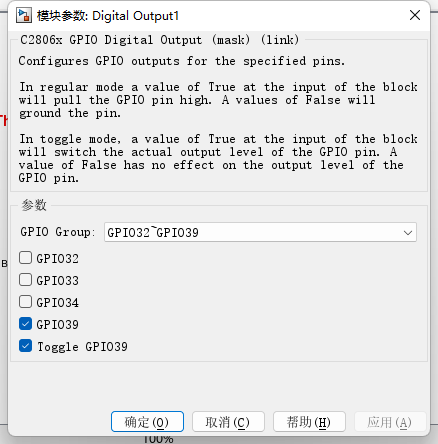 模块参数: Digital Output1
C2806x GPIO Digital Output (mask) (link)
Configures GPIO outputs for the specified pins.
In regular mode a value of True at the input of the block
will pull the GPIO pin high. A values of False will
ground the pin.
In toggle mode, a value of True at the input of the block
will switch the actual output level of the GPIO pin. A
value of False has no effect on the output level of the
GPIO pin.
参数
GPIO Group: GPIO32~GPIO39
GPIO32
GPIO33
GPIO34
GPIO39
Toggle GPIO39
确定(O) 取消(C) 帮助(H) 应用(A)
100%